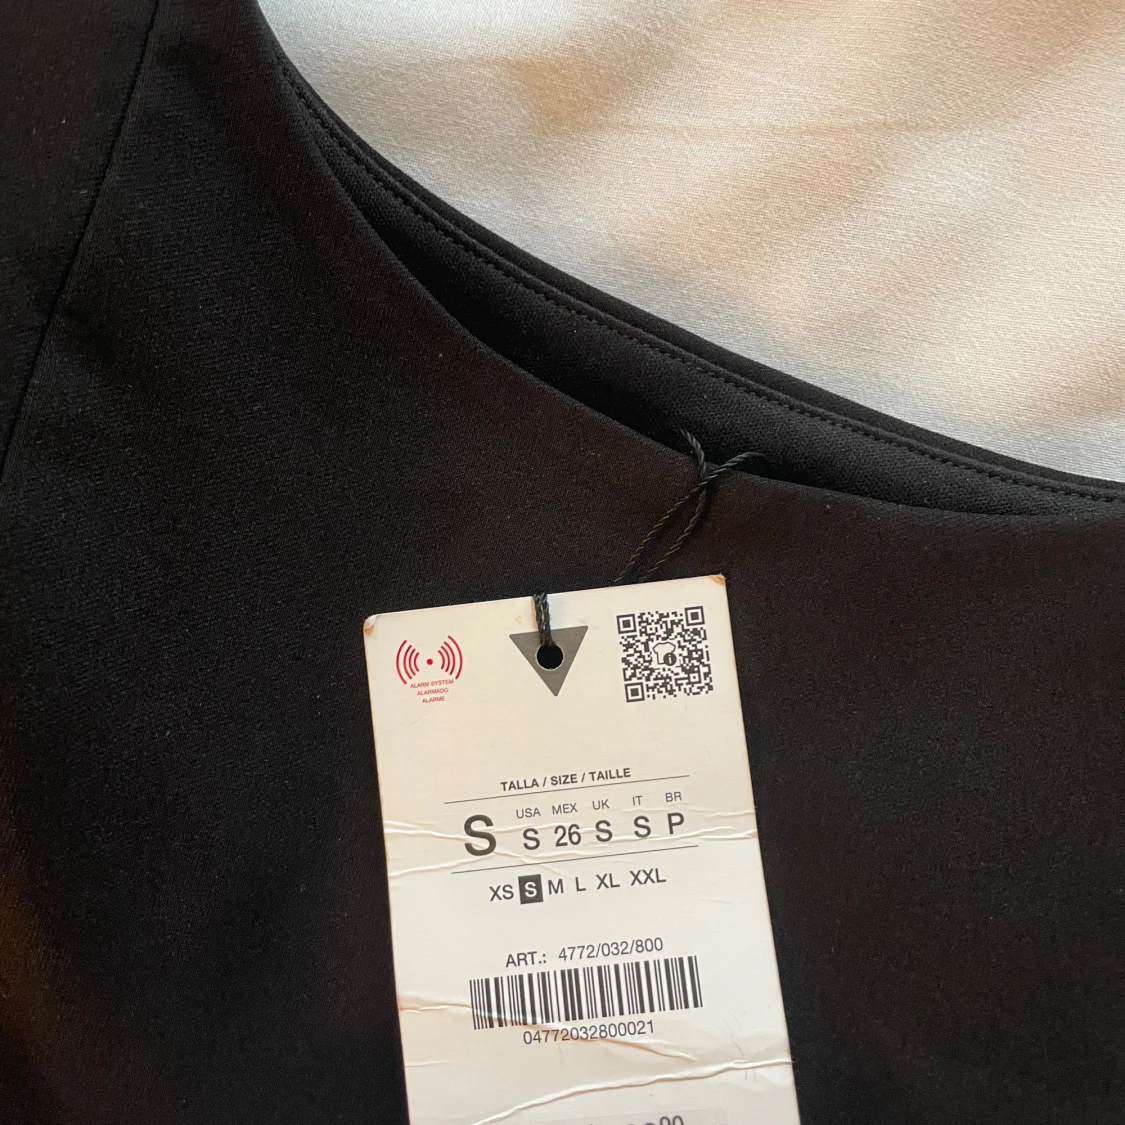 ALARM SYSTEM
ALARMADO
ALARME
TALLA / SIZE / TAILLE
USA MEX UK IT BR
S S 26 S S P
XS S M L XL XXL
ART.: 4772/032/800
04772032800021